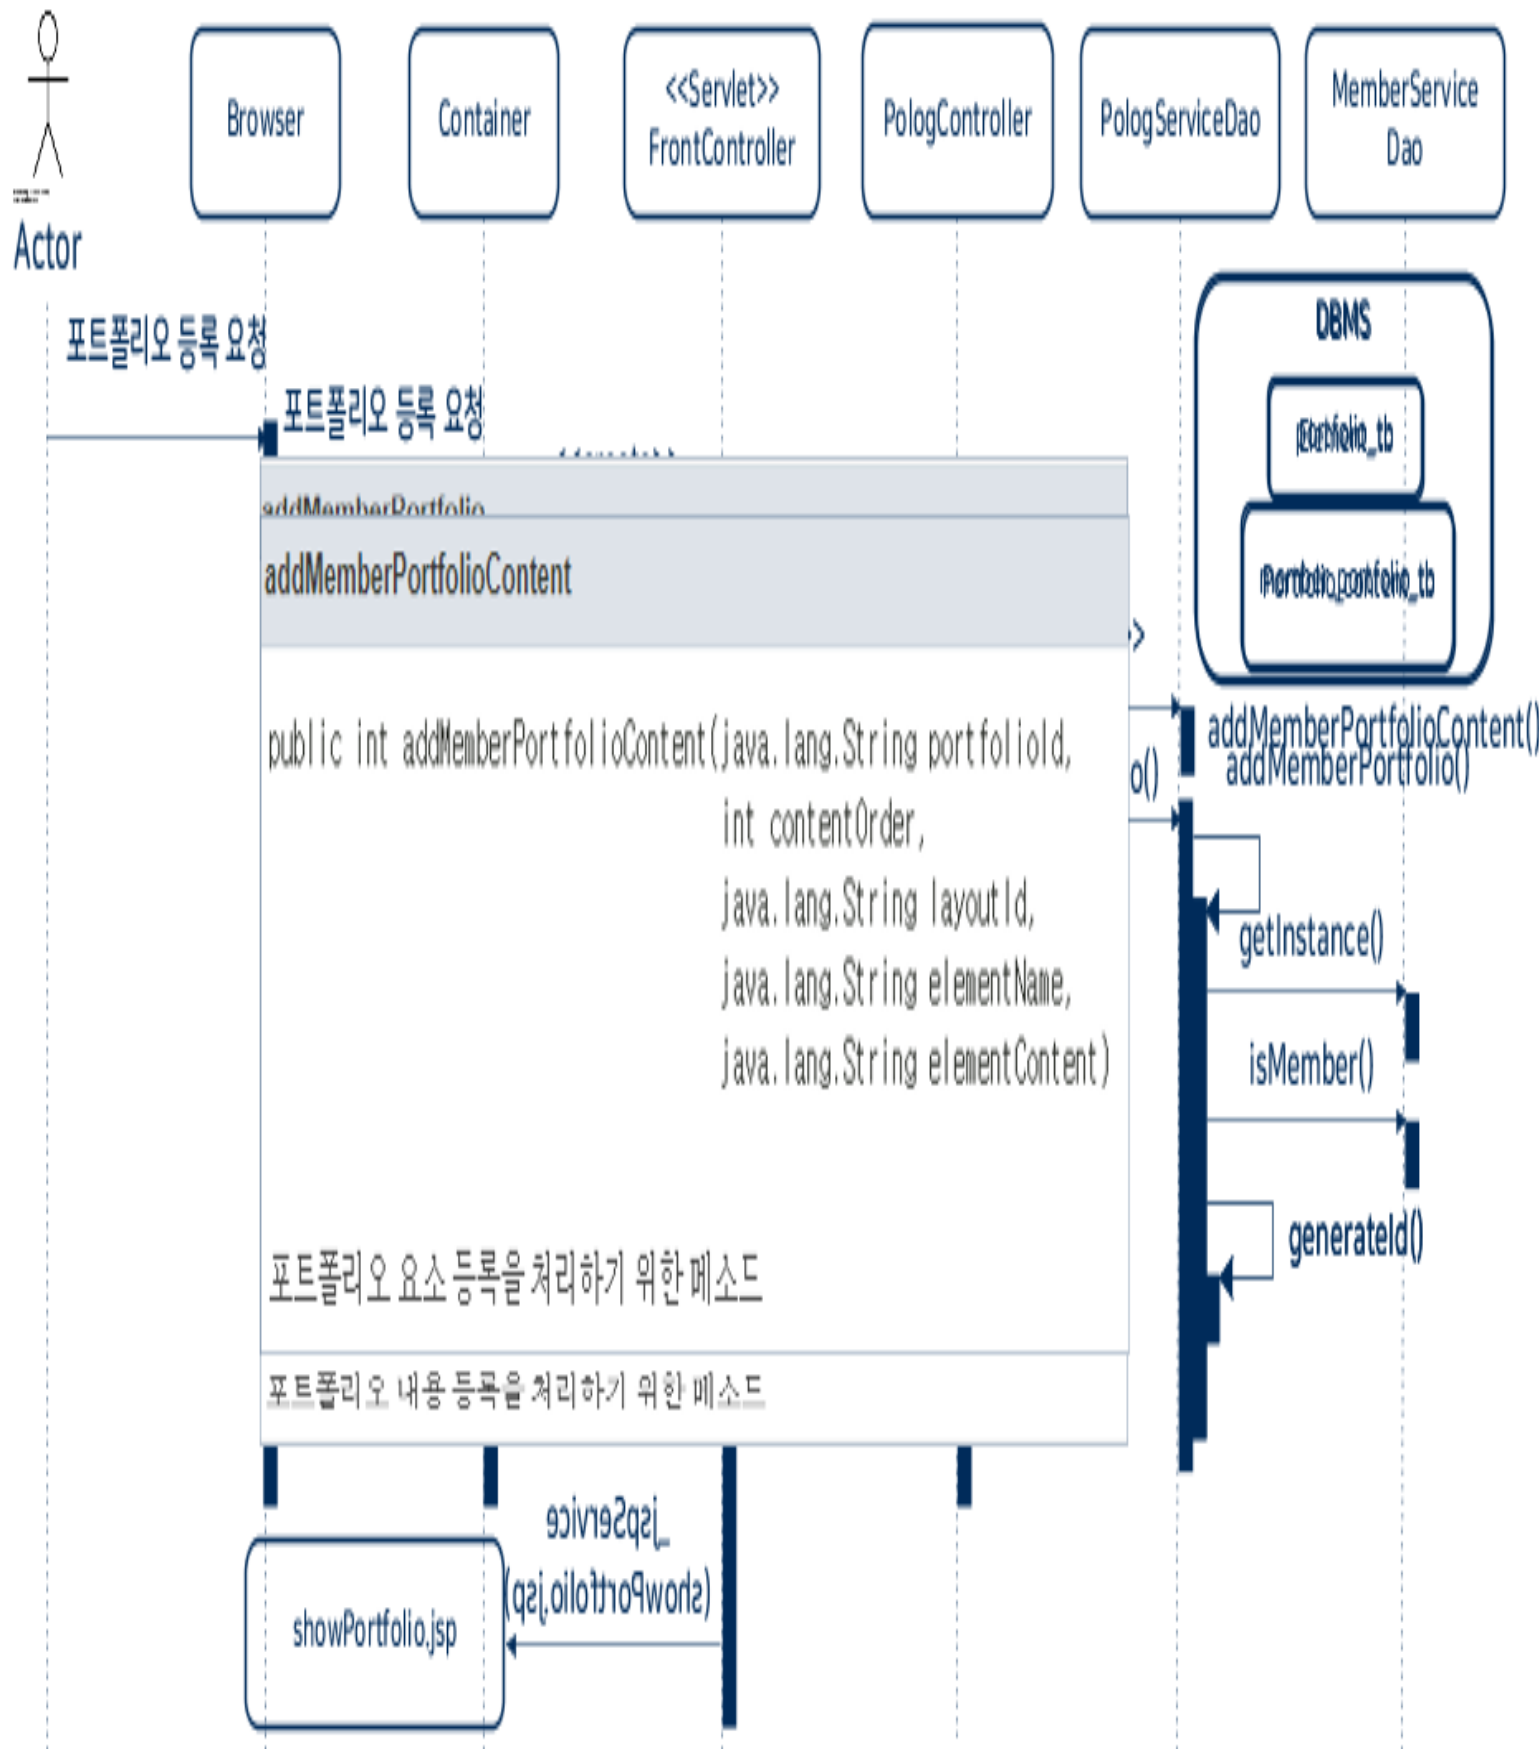 Browser
Container
<<Servlet>>
FrontController
PologController
PologServiceDao
MemberService
Dao
Actor
포트폴리오 등록 요청
포트폴리오 등록 요청
DBMS
addMemberPortfolio
addMemberPortfolioContent
>
addMemberPortfolioContent()
addMemberPortfolio()
o()
public int addMemberPortfolioContent(java.lang.String portfolioId,
int contentOrder,
java.lang.String layoutId,
java.lang.String elementName,
java.lang.String elementContent)
getInstance()
isMember()
generateId()
포트폴리오 요소 등록을 처리하기 위한 메소드
포트폴리오 내용 등록을 처리하기 위한 메소드
_jspService
(showPortfolio.jsp)
showPortfolio.jsp